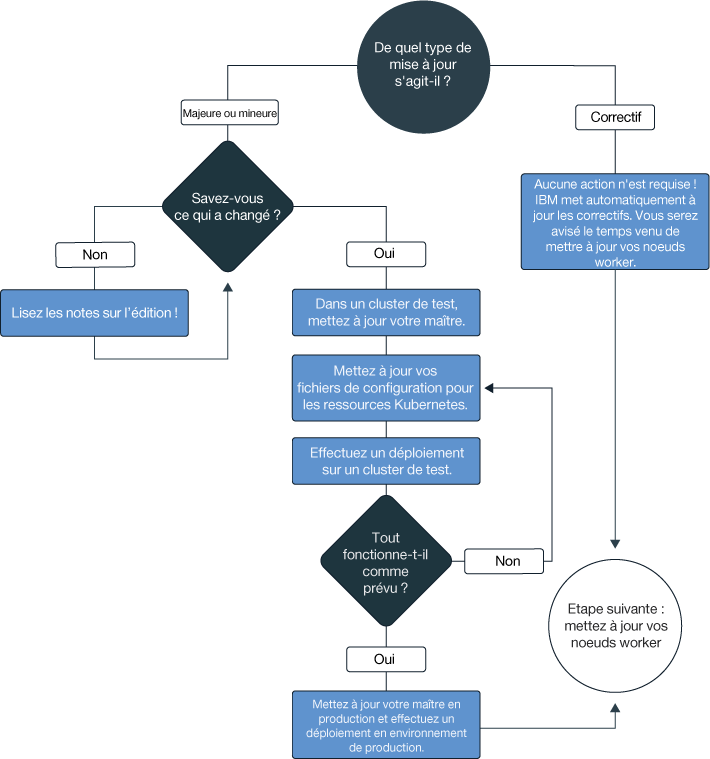 De quel type de
mise à jour
s'agit-il ?
Majeure ou mineure
Correctif
Savez-vous
ce qui a changé ?
Aucune action n'est requise !
IBM met automatiquement à
jour les correctifs. Vous serez
avisé le temps venu de
mettre à jour vos noeuds
worker.
Non
Oui
Lisez les notes sur l'édition !
Dans un cluster de test,
mettez à jour votre maître.
Mettez à jour vos
fichiers de configuration pour
les ressources Kubernetes.
Effectuez un déploiement
sur un cluster de test.
Tout
fonctionne-t-il
comme
prévu ?
Non
Etape suivante :
mettez à jour vos
noeuds worker
Oui
Mettez à jour votre maître en
production et effectuez un
déploiement en environnement
de production.